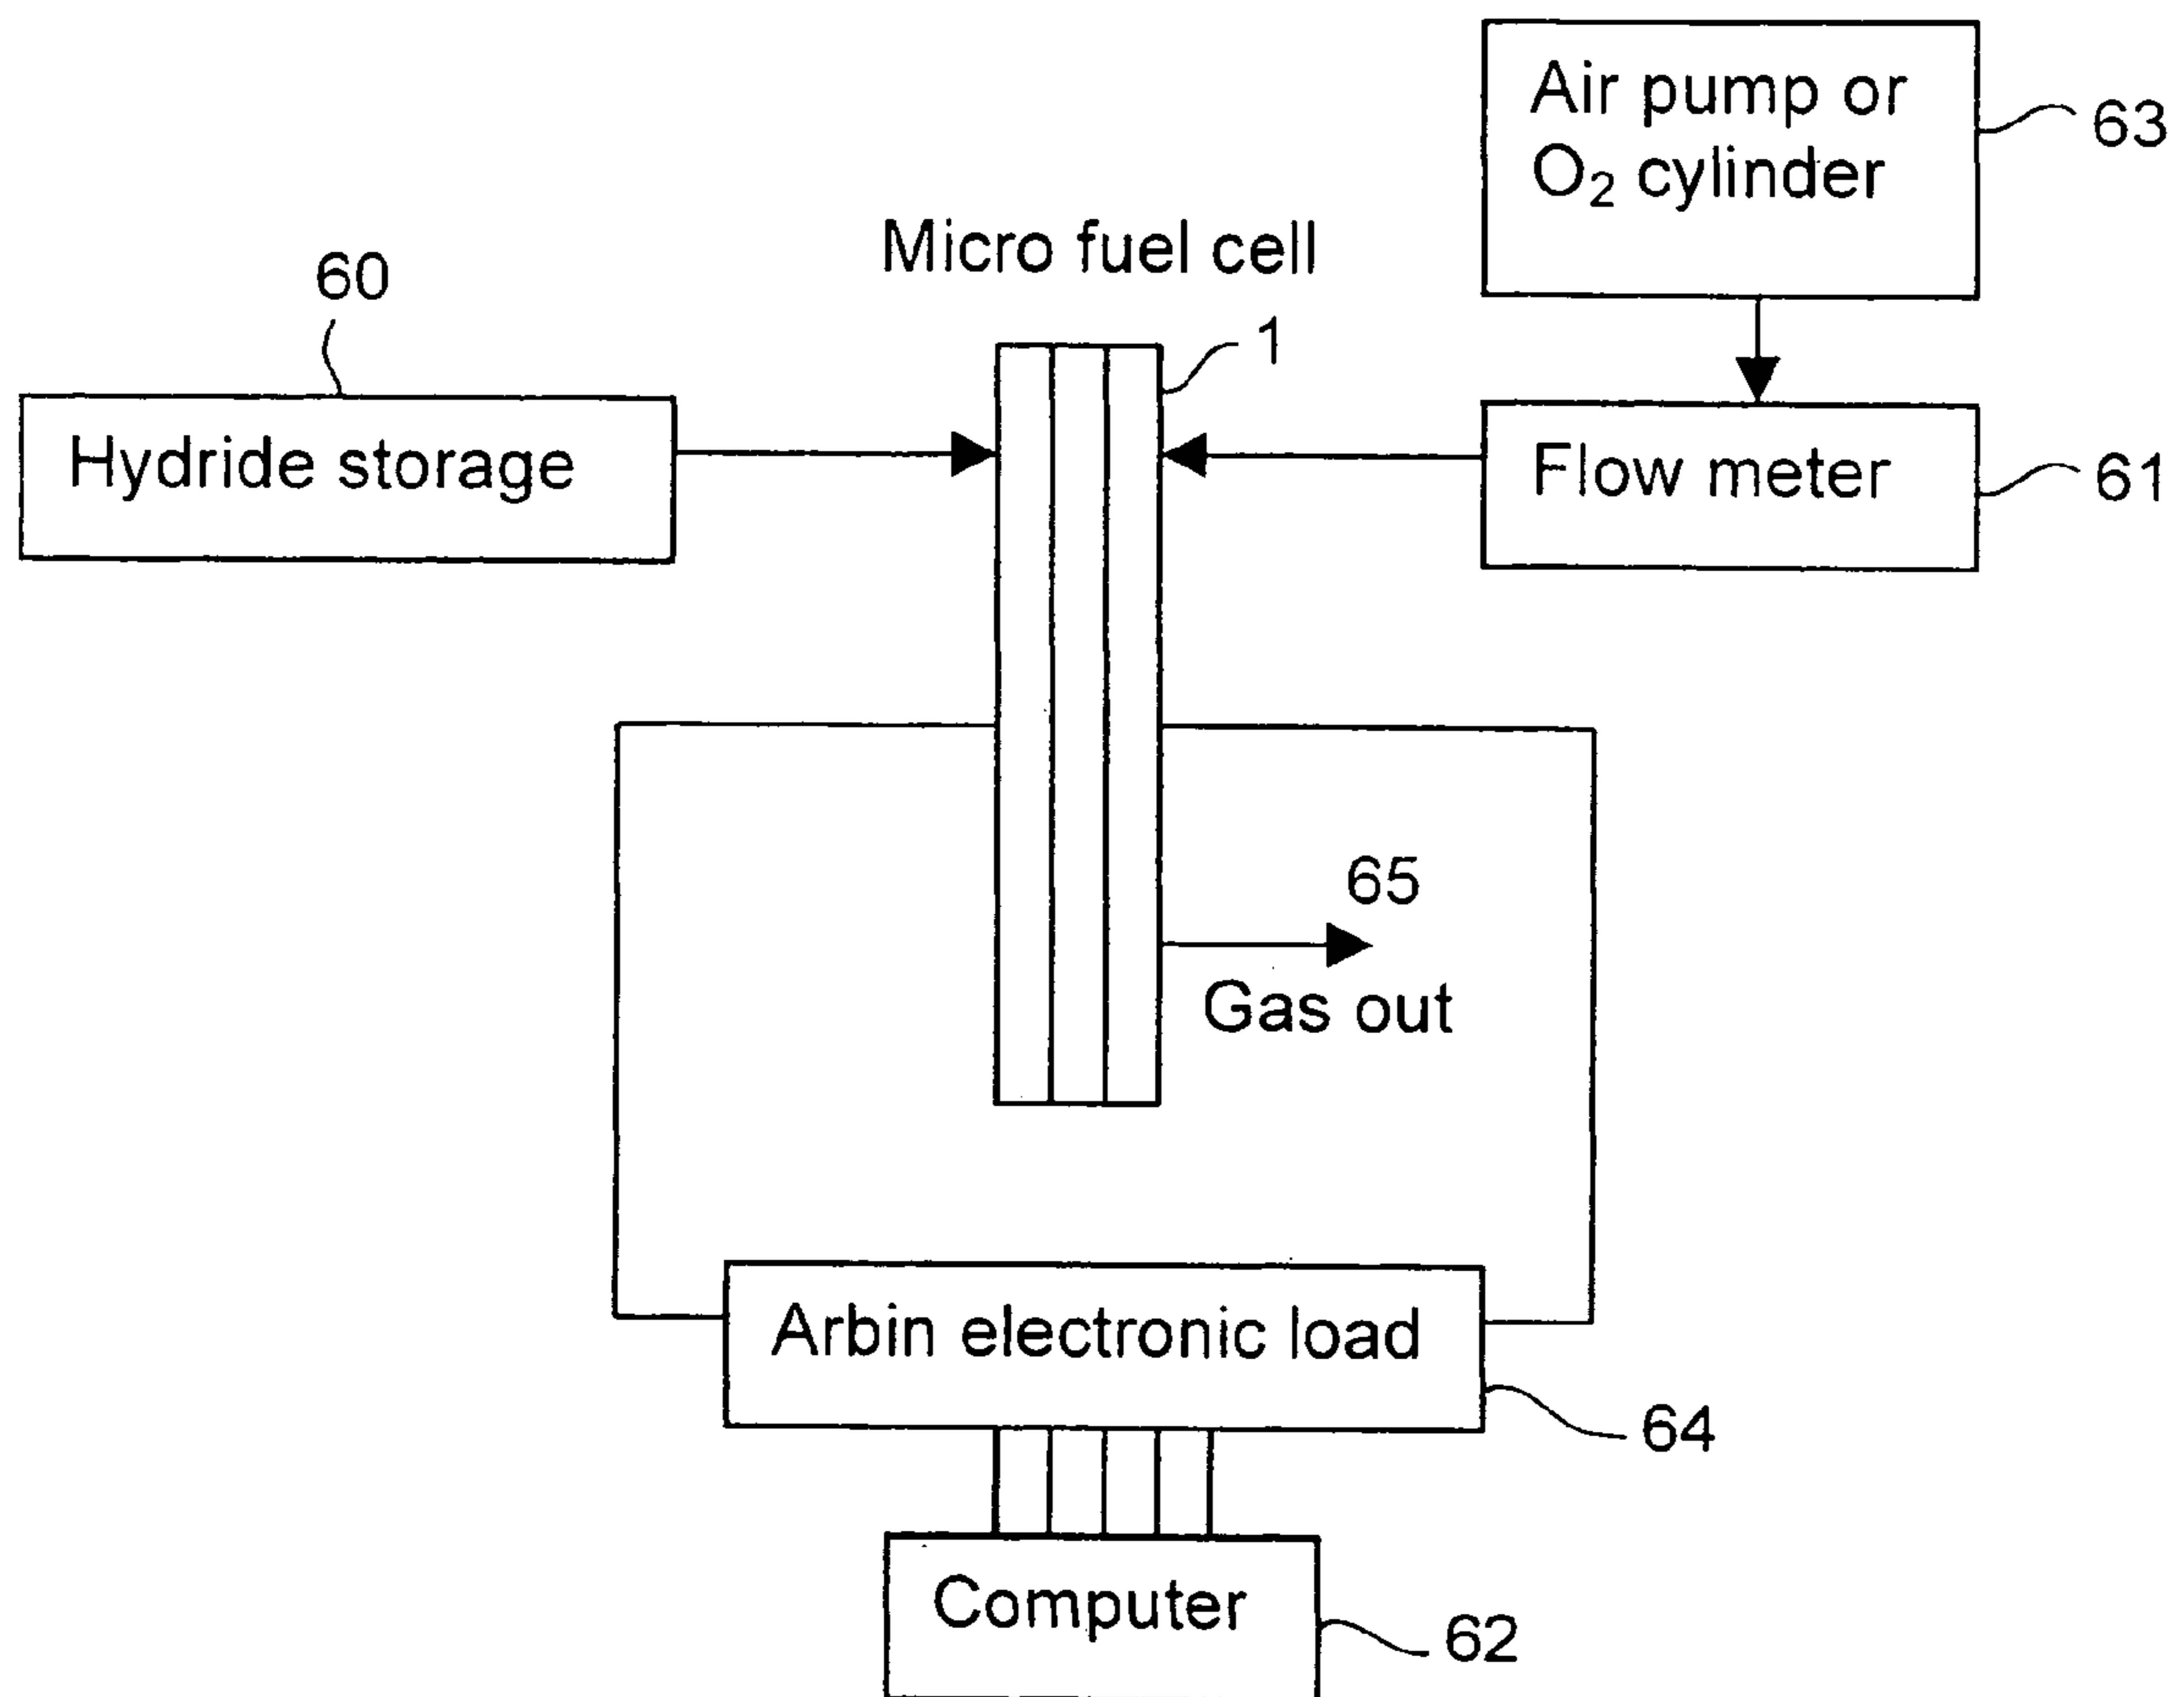 Air pump or
O₂ cylinder
63
Micro fuel cell
60
1
Hydride storage
Flow meter
61
65
Gas out
Arbin electronic load
64
Computer
62